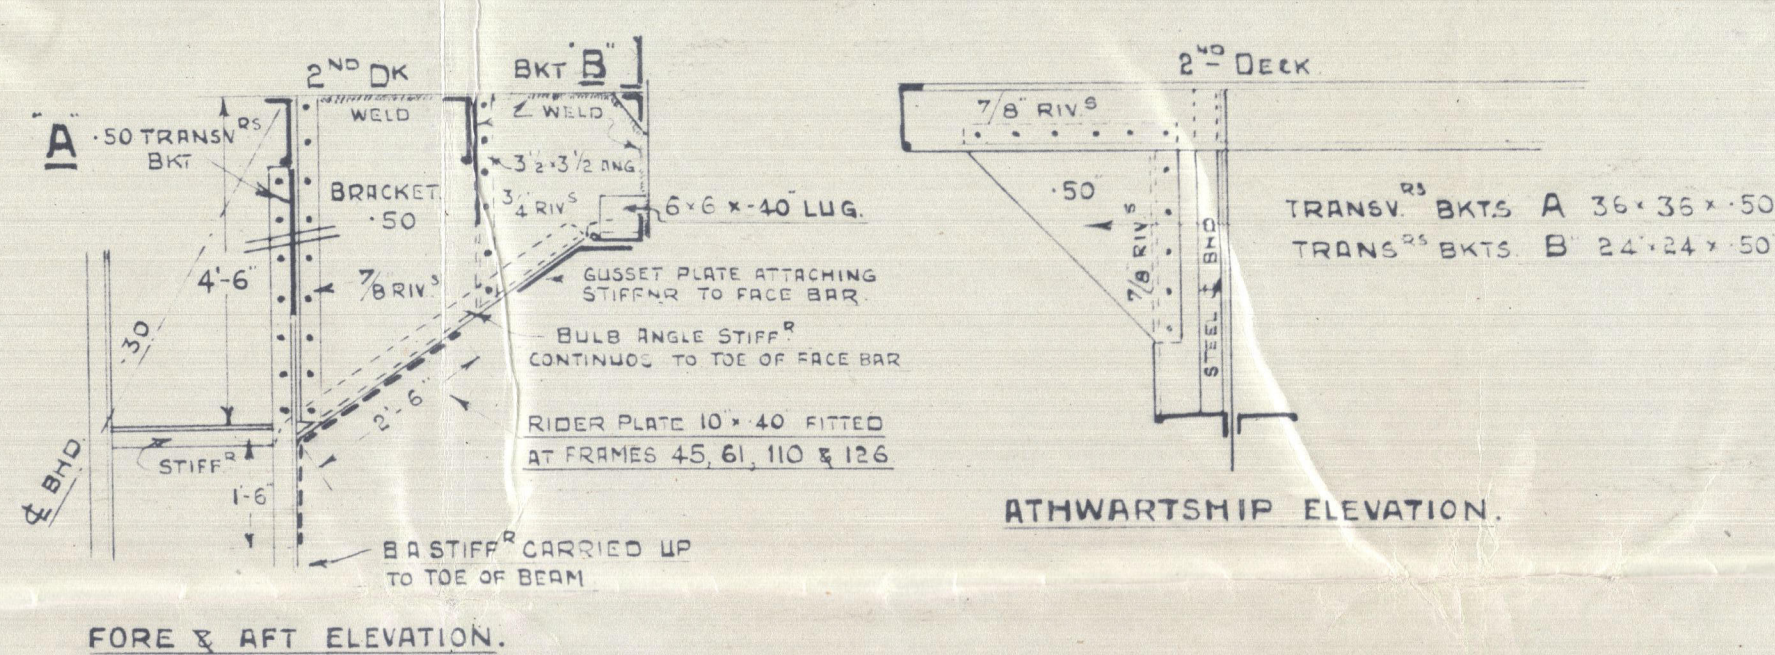 2ND DK
BKT "B"
"A"
.50 TRANSVRS
BKT
WELD
WELD
3½×3½ ANG
BRACKET
.50
3/4 RIVS
6×6×.40" LUG.
4'-6"
7/8 RIVS
.30
GUSSET PLATE ATTACHING
STIFFNR TO FACE BAR.
BULB ANGLE STIFFR
CONTINUOS TO TOE OF FACE BAR
2'-6"
RIDER PLATE 10"×.40 FITTED
AT FRAMES 45, 61, 110 & 126
STIFFR
℄ BHD
1'-6"
B A STIFFR CARRIED UP
TO TOE OF BEAM
FORE & AFT ELEVATION.
2ND DECK.
7/8" RIVS
.50"
7/8 RIVS
STEEL ℄ BHD
TRANSV.RS BKTS A 36×36×.50
TRANSRS BKTS. B 24"×24×.50
ATHWARTSHIP ELEVATION.